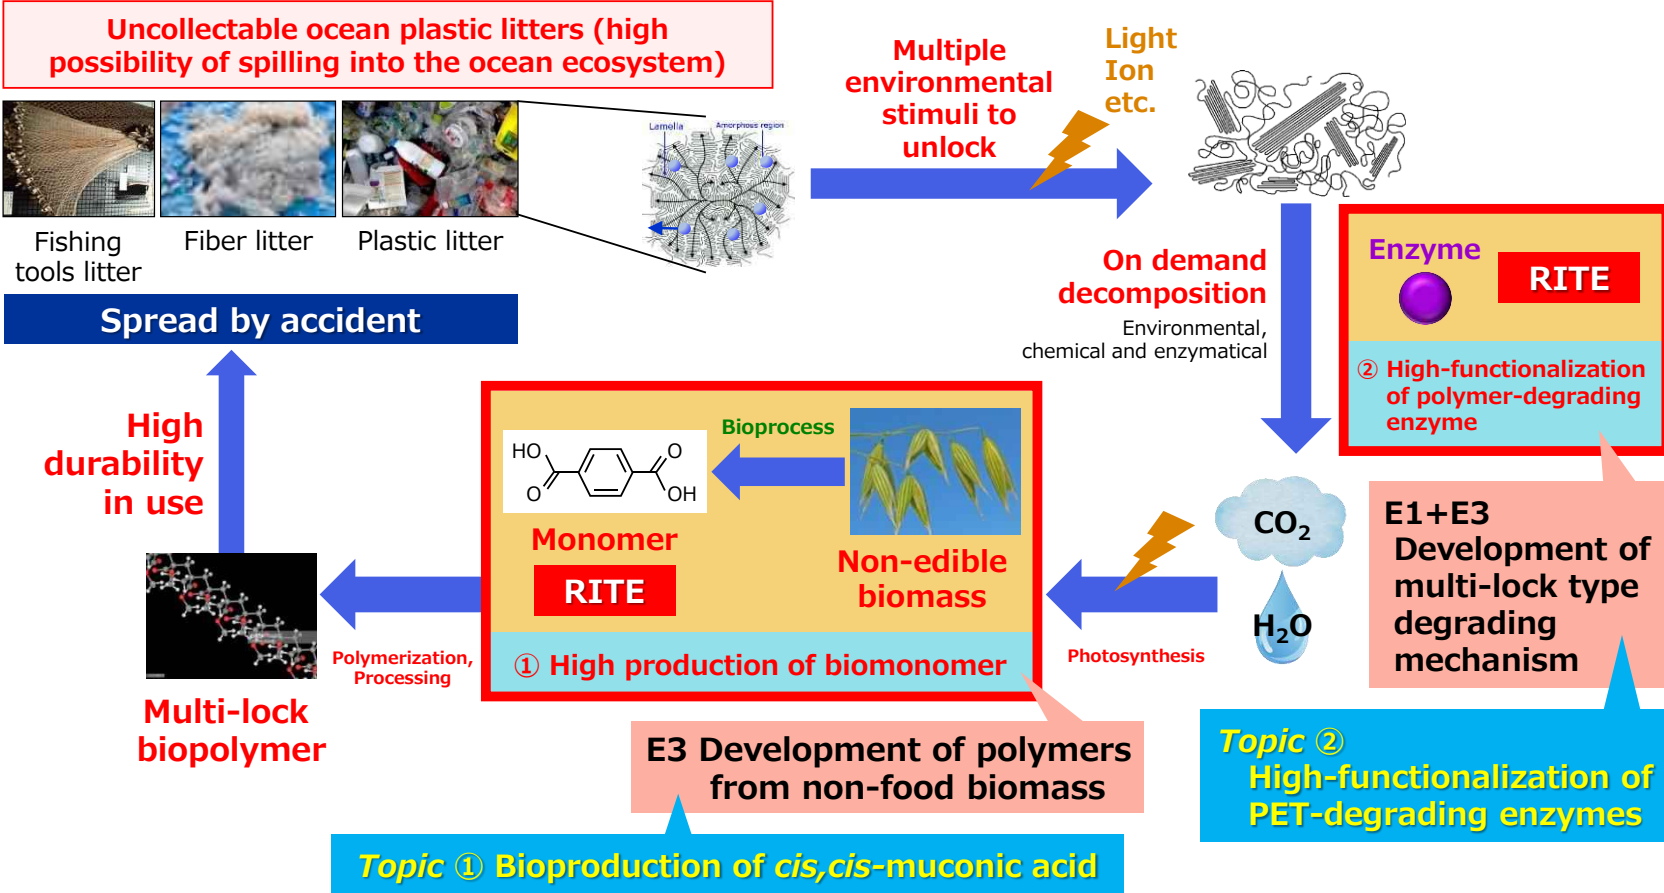 Uncollectable ocean plastic litters (high
possibility of spilling into the ocean ecosystem)
Fishing
tools litter
Fiber litter
Plastic litter
Lamella
Amorphous region
Spread by accident
Multiple
environmental
stimuli to
unlock
Light
Ion
etc.
On demand
decomposition
Environmental,
chemical and enzymatical
Enzyme
RITE
② High-functionalization
of polymer-degrading
enzyme
E1+E3
Development of
multi-lock type
degrading
mechanism
Topic ②
High-functionalization of
PET-degrading enzymes
CO₂
H₂O
Photosynthesis
Bioprocess
HO
O
O
OH
Monomer
RITE
Non-edible
biomass
① High production of biomonomer
E3 Development of polymers
from non-food biomass
Topic ① Bioproduction of cis,cis-muconic acid
Polymerization,
Processing
Multi-lock
biopolymer
High
durability
in use